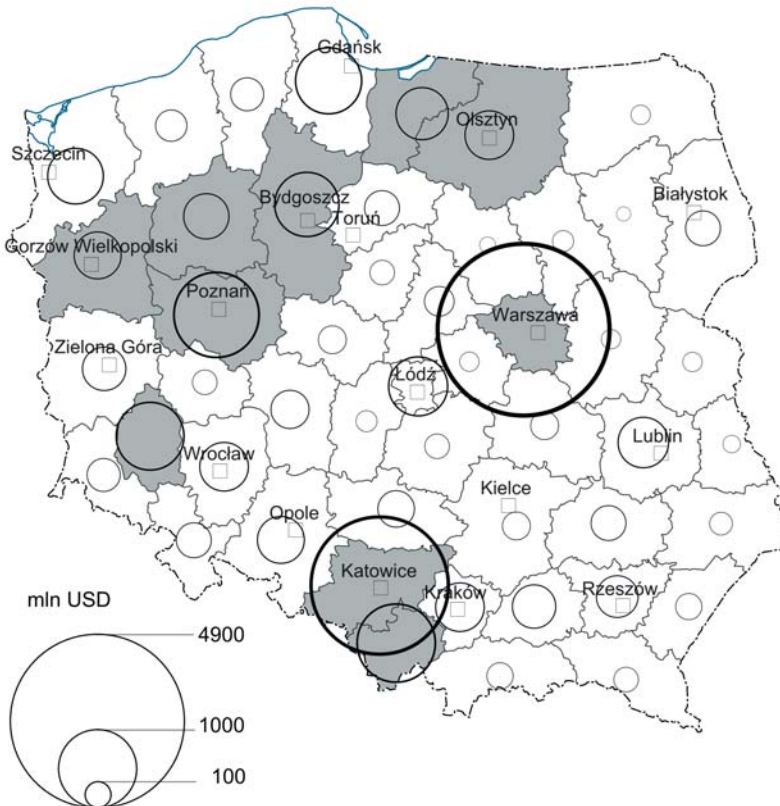 Gdańsk
Olsztyn
Szczecin
Białystok
Bydgoszcz
Toruń
Gorzów Wielkopolski
Poznań
Warszawa
Zielona Góra
Łódź
Wrocław
Lublin
Kielce
Opole
Katowice
Kraków
Rzeszów
mln USD
4900
1000
100